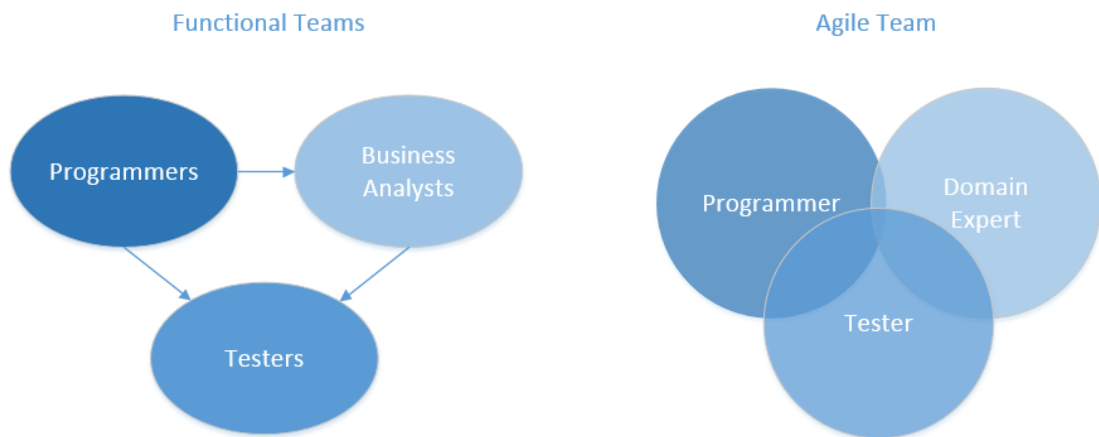 Functional Teams
Agile Team
Programmers
Business
Analysts
Testers
Programmer
Domain
Expert
Tester